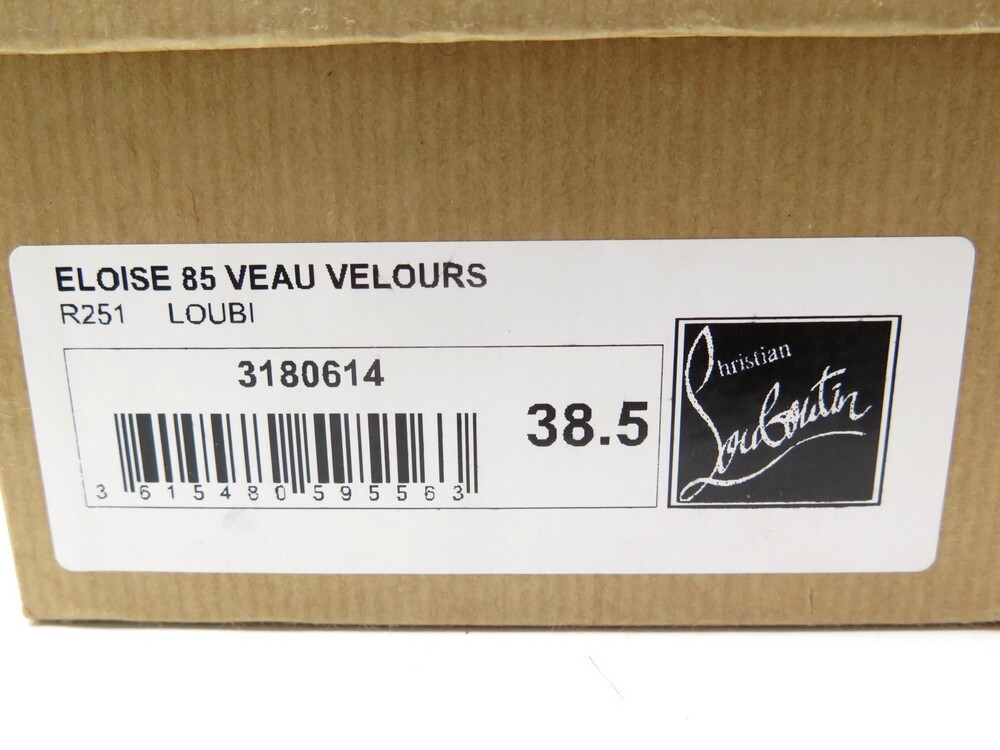 ELOISE 85 VEAU VELOURS
R251 LOUBI
3180614
38.5
3 615480 595563
Christian
Louboutin